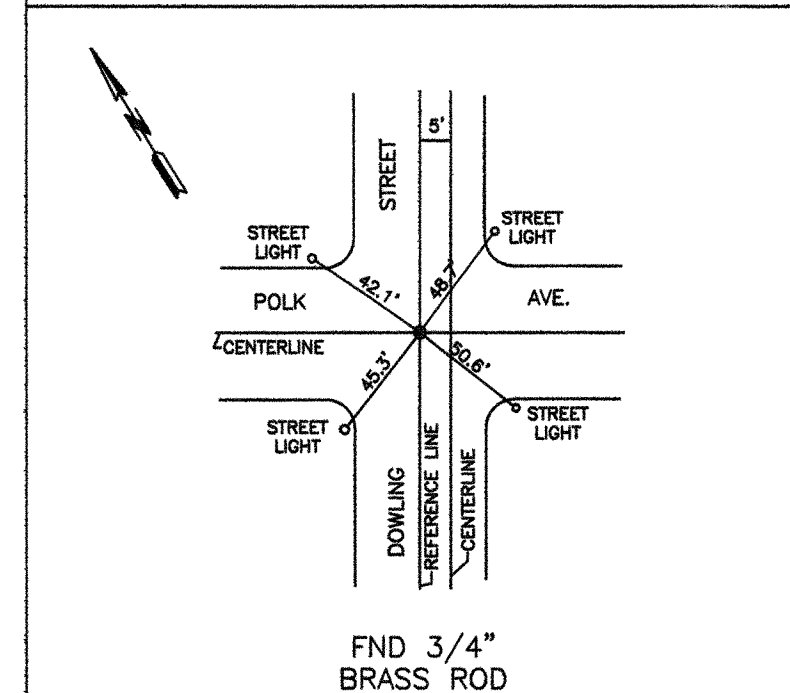 5'
STREET
STREET
LIGHT
STREET
LIGHT
42.1'
48.7'
POLK
AVE.
CENTERLINE
45.3'
50.6'
STREET
LIGHT
STREET
LIGHT
DOWLING
REFERENCE LINE
CENTERLINE
FND 3/4"
BRASS ROD